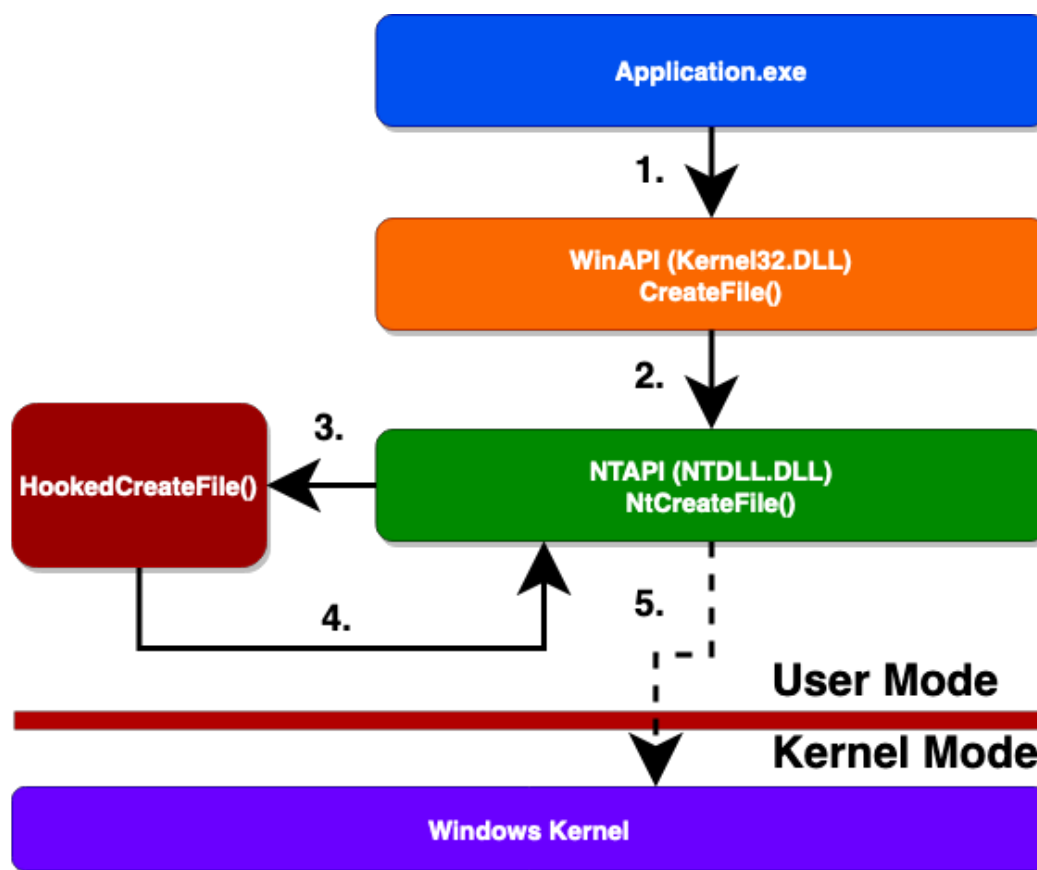 Application.exe
1.
WinAPI (Kernel32.DLL)
CreateFile()
2.
3.
HookedCreateFile()
NTAPI (NTDLL.DLL)
NtCreateFile()
4.
5.
User Mode
Kernel Mode
Windows Kernel